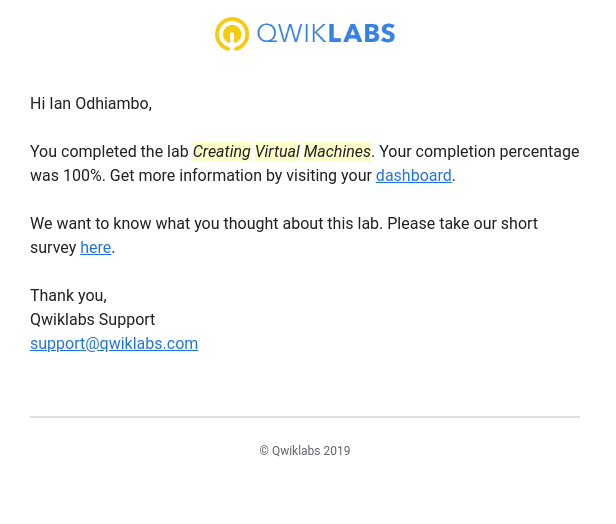 QWIKLABS
Hi Ian Odhiambo,
You completed the lab Creating Virtual Machines. Your completion percentage
was 100%. Get more information by visiting your dashboard.
We want to know what you thought about this lab. Please take our short
survey here.
Thank you,
Qwiklabs Support
support@qwiklabs.com
© Qwiklabs 2019